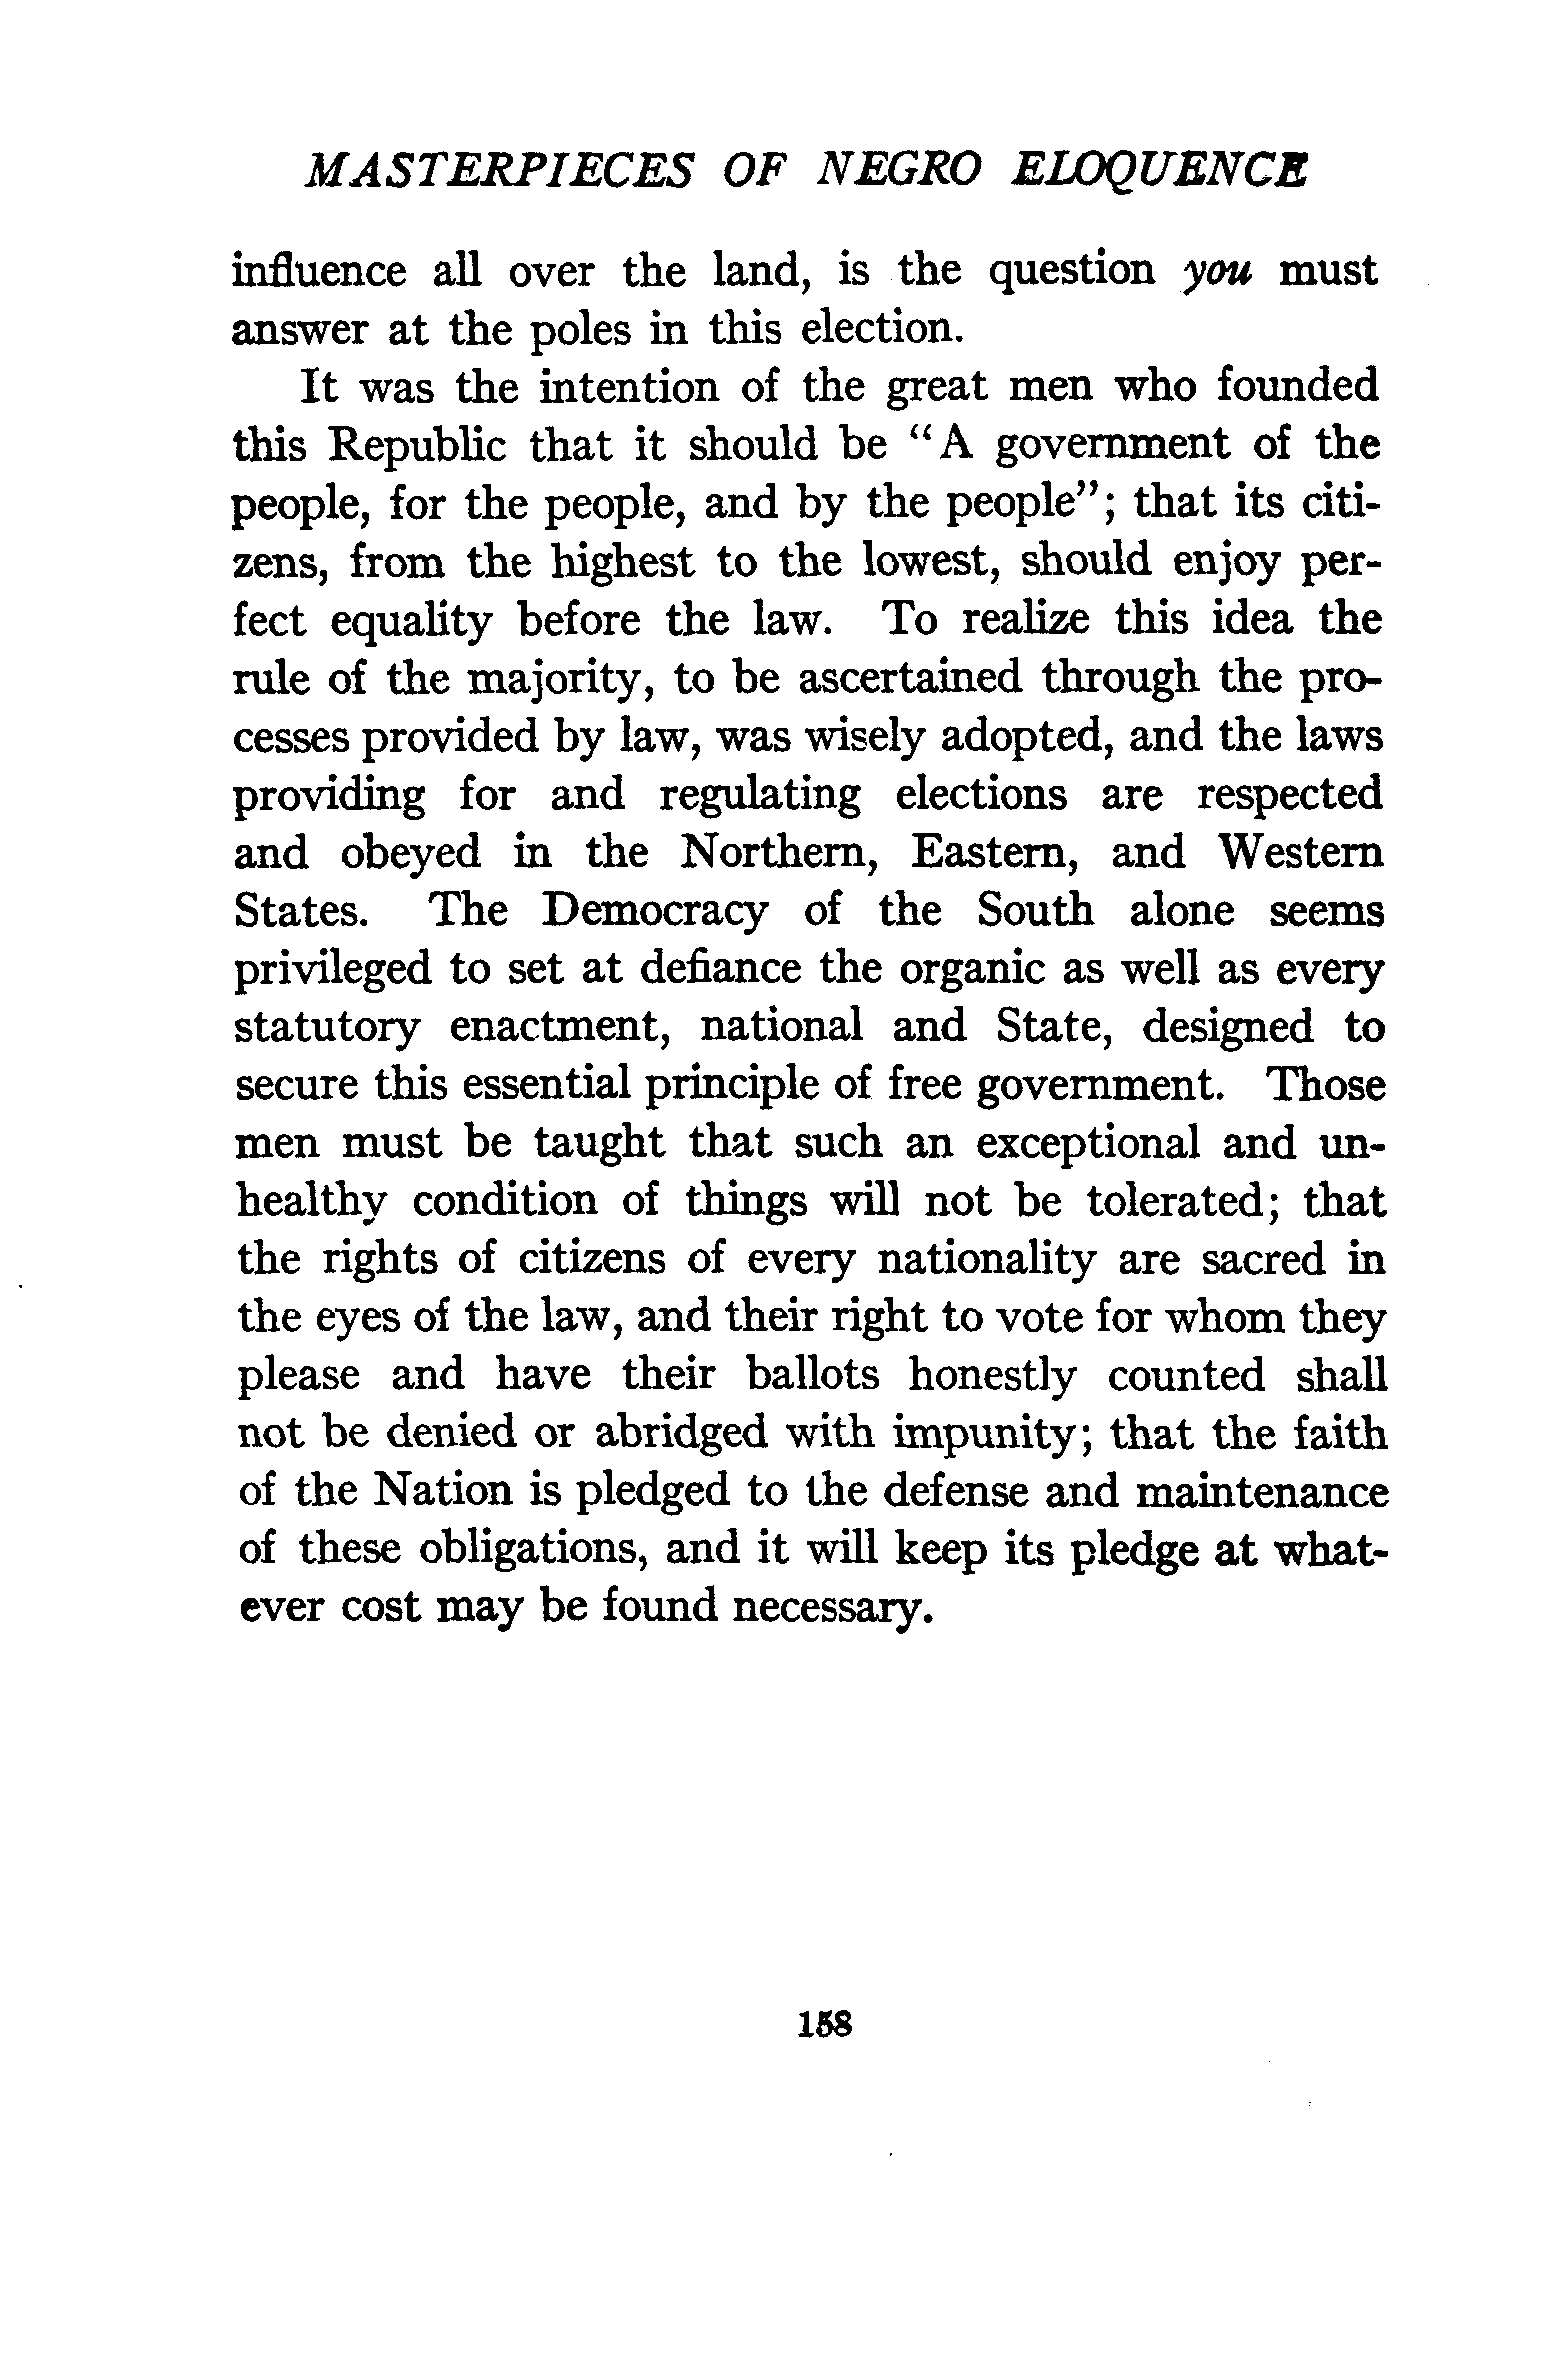 MASTERPIECES OF NEGRO ELOQUENCE
influence all over the land, is the question you must
answer at the poles in this election.
It was the intention of the great men who founded
this Republic that it should be "A government of the
people, for the people, and by the people"; that its citi-
zens, from the highest to the lowest, should enjoy per-
fect equality before the law. To realize this idea the
rule of the majority, to be ascertained through the pro-
cesses provided by law, was wisely adopted, and the laws
providing for and regulating elections are respected
and obeyed in the Northern, Eastern, and Western
States. The Democracy of the South alone seems
privileged to set at defiance the organic as well as every
statutory enactment, national and State, designed to
secure this essential principle of free government. Those
men must be taught that such an exceptional and un-
healthy condition of things will not be tolerated; that
the rights of citizens of every nationality are sacred in
the eyes of the law, and their right to vote for whom they
please and have their ballots honestly counted shall
not be denied or abridged with impunity; that the faith
of the Nation is pledged to the defense and maintenance
of these obligations, and it will keep its pledge at what-
ever cost may be found necessary.
158